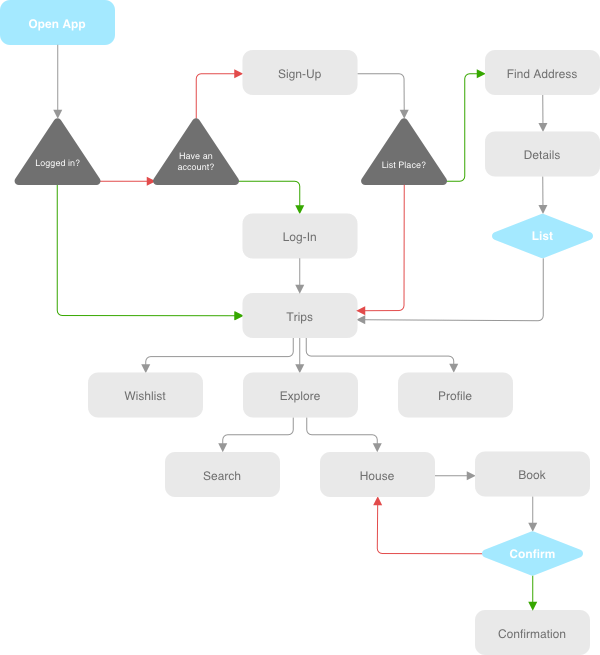 Open App
Sign-Up
Find Address
Logged in?
Have an
account?
List Place?
Details
Log-In
List
Trips
Wishlist
Explore
Profile
Search
House
Book
Confirm
Confirmation